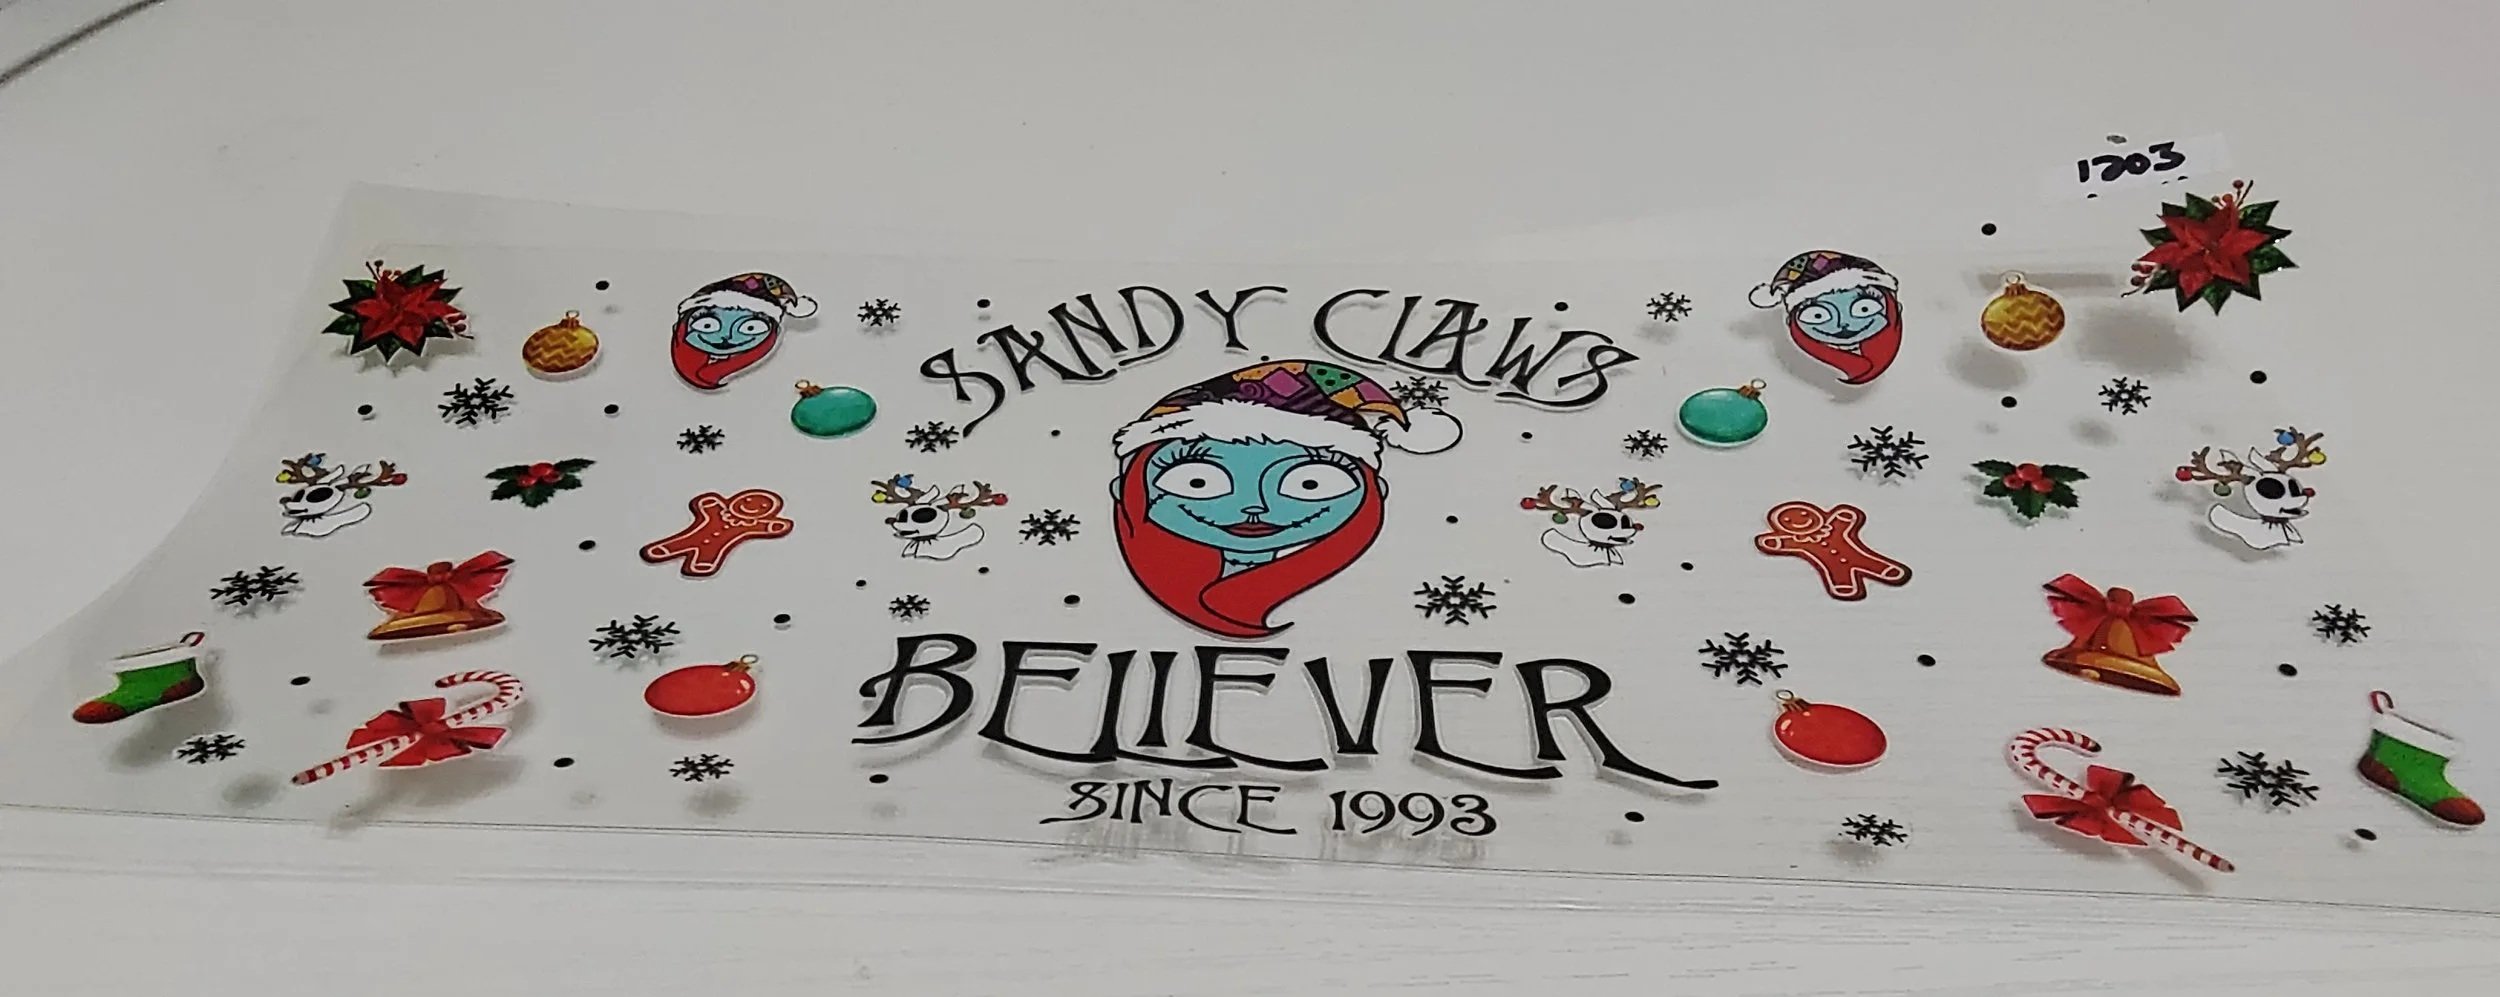 1203
SANDY CLAWS
BELIEVER
SINCE 1993